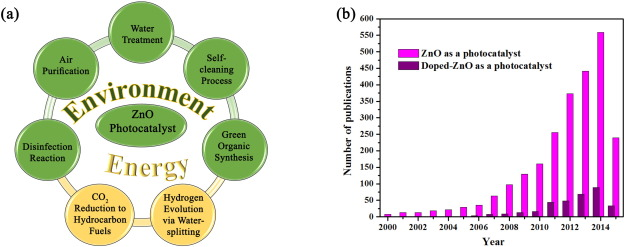 (a)
Water
Treatment
Air
Purification
Self-
cleaning
Process
Environment
ZnO
Photocatalyst
Disinfection
Reaction
Green
Organic
Synthesis
Energy
CO₂
Reduction to
Hydrocarbon
Fuels
Hydrogen
Evolution
via Water-
splitting
(b)
ZnO as a photocatalyst
Doped-ZnO as a photocatalyst
Number of publications
600
550
500
450
400
350
300
250
200
150
100
50
0
2000 2002 2004 2006 2008 2010 2012 2014
Year